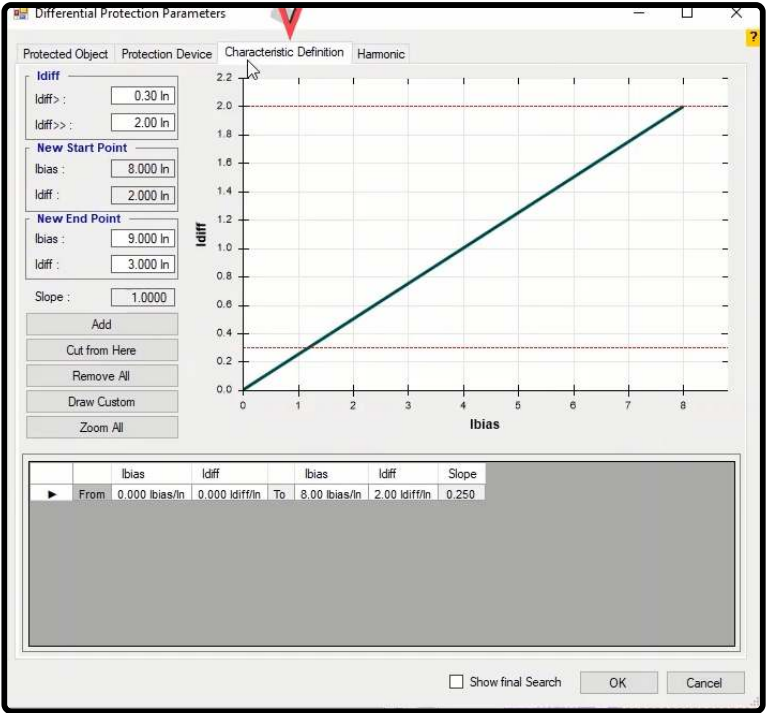 Differential Protection Parameters
?
Protected Object Protection Device Characteristic Definition Harmonic
Idiff
Idiff> : 0.30 In
Idiff>> : 2.00 In
New Start Point
Ibias : 8.000 In
Idiff : 2.000 In
New End Point
Ibias : 9.000 In
Idiff : 3.000 In
Slope : 1.0000
Add
Cut from Here
Remove All
Draw Custom
Zoom All
2.2
2.0
1.8
1.6
1.4
1.2
1.0
0.8
0.6
0.4
0.2
0.0
Idiff
0 1 2 3 4 5 6 7 8
Ibias
Ibias Idiff Ibias Idiff Slope
From 0.000 Ibias/In 0.000 Idiff/In To 8.00 Ibias/In 2.00 Idiff/In 0.250
Show final Search OK Cancel